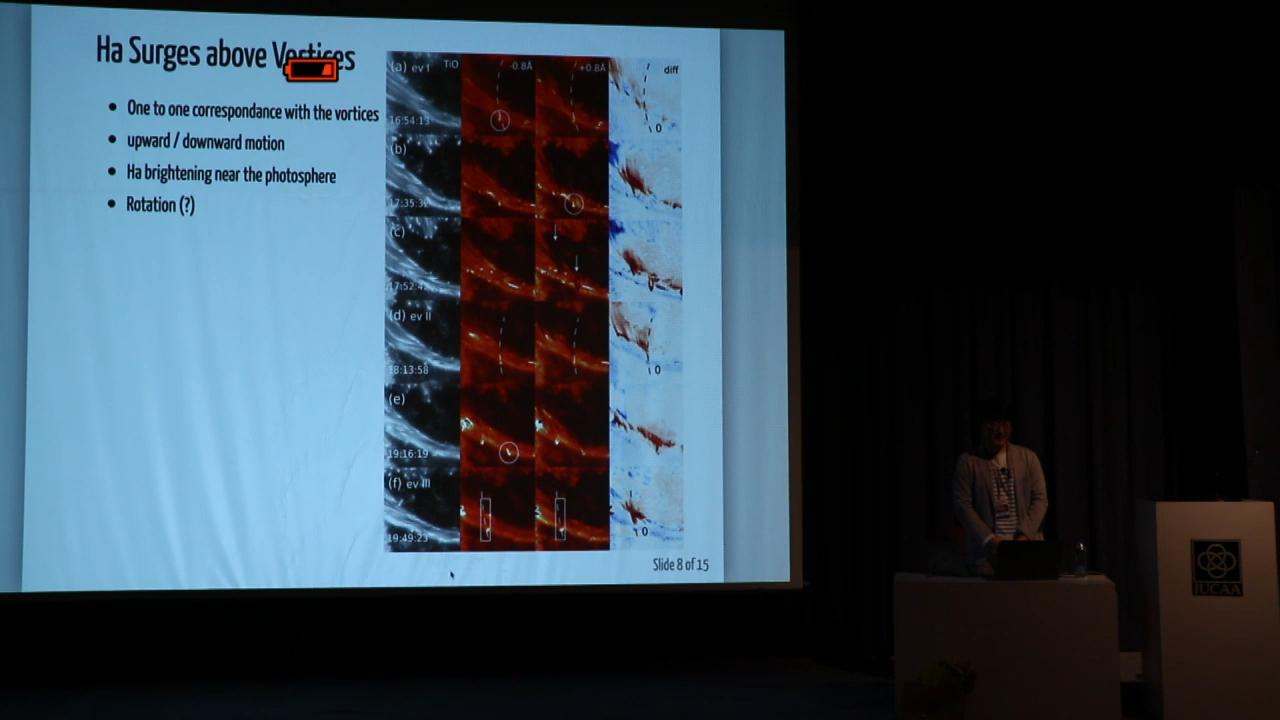 Ha Surges above Vortices
One to one correspondance with the vortices
upward / downward motion
Ha brightening near the photosphere
Rotation (?)
(a) ev I TiO -0.8Å +0.8Å diff
16:54:13 0
(b)
(c)
(d) ev II
18:13:58 0
(e)
19:16:19
(f) ev III
19:49:23 0
Slide 8 of 15
IUCAA